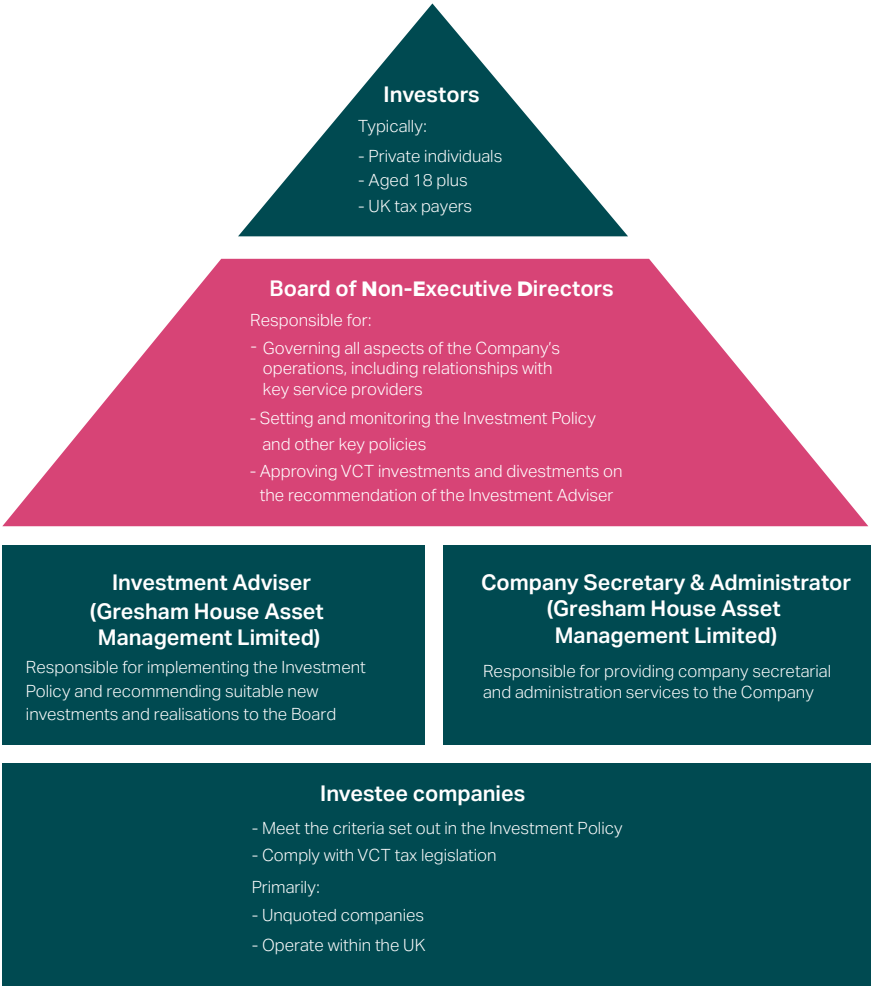 Investors
Typically:
- Private individuals
- Aged 18 plus
- UK tax payers
Board of Non-Executive Directors
Responsible for:
- Governing all aspects of the Company's
operations, including relationships with
key service providers
- Setting and monitoring the Investment Policy
and other key policies
- Approving VCT investments and divestments on
the recommendation of the Investment Adviser
Investment Adviser
(Gresham House Asset
Management Limited)
Responsible for implementing the Investment
Policy and recommending suitable new
investments and realisations to the Board
Company Secretary & Administrator
(Gresham House Asset
Management Limited)
Responsible for providing company secretarial
and administration services to the Company
Investee companies
- Meet the criteria set out in the Investment Policy
- Comply with VCT tax legislation
Primarily:
- Unquoted companies
- Operate within the UK